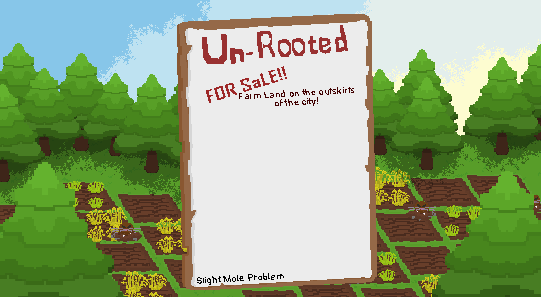 Un-Rooted
FOR SaLE!!
Farm Land on the outskirts
of the city!
Slight Mole Problem